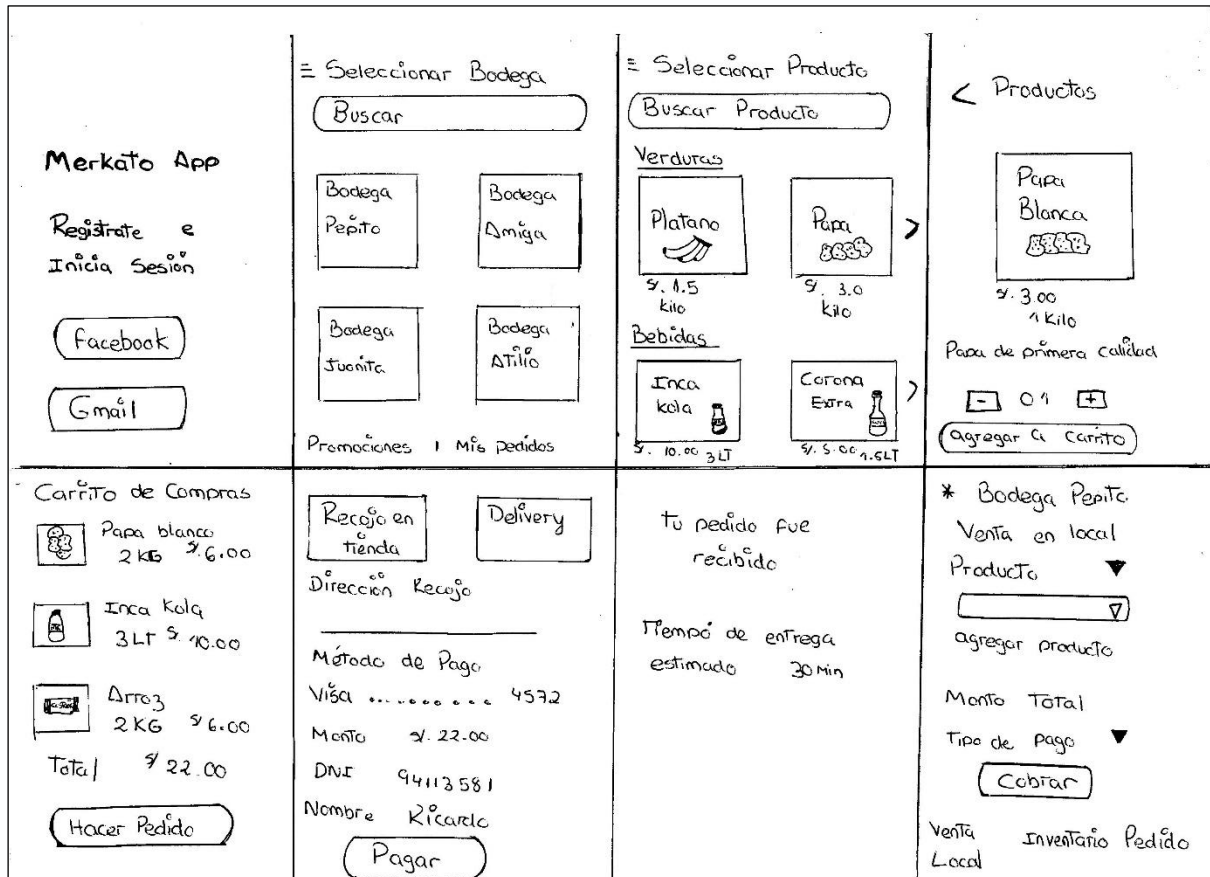 Merkato App
Registrate e
Inicia Sesión
Facebook
Gmail
Seleccionar Bodega
Buscar
Bodega
Pepito
Bodega
Amiga
Bodega
Juanita
Bodega
Atilio
Promociones | Mis pedidos
Seleccionar Producto
Buscar Producto
Verduras
Platano
Papa
S/. 1.5
kilo
S/. 3.0
kilo
Bebidas
Inca
Kola
Corona
Extra
S/. 10.00 3LT
S/. 5.00 1.5LT
< Productos
Papa
Blanca
S/. 3.00
1 Kilo
Papa de primera calidad
- 01 +
agregar a carrito
Carrito de Compras
Papa blanca
2 KG S/. 6.00
Inca Kola
3 LT S. 10.00
Arroz
2 KG S/ 6.00
Total S/ 22.00
Hacer Pedido
Recojo en
tienda
Delivery
Dirección Recojo
Método de Pago
Visa .......... 4572
Monto S/. 22.00
DNI 94113581
Nombre Ricardo
Pagar
tu pedido fue
recibido
Tiempo de entrega
estimado 30 Min
* Bodega Pepito
Venta en local
Producto
agregar producto
Monto Total
Tipo de pago
Cobrar
Venta
Local
Inventario Pedido